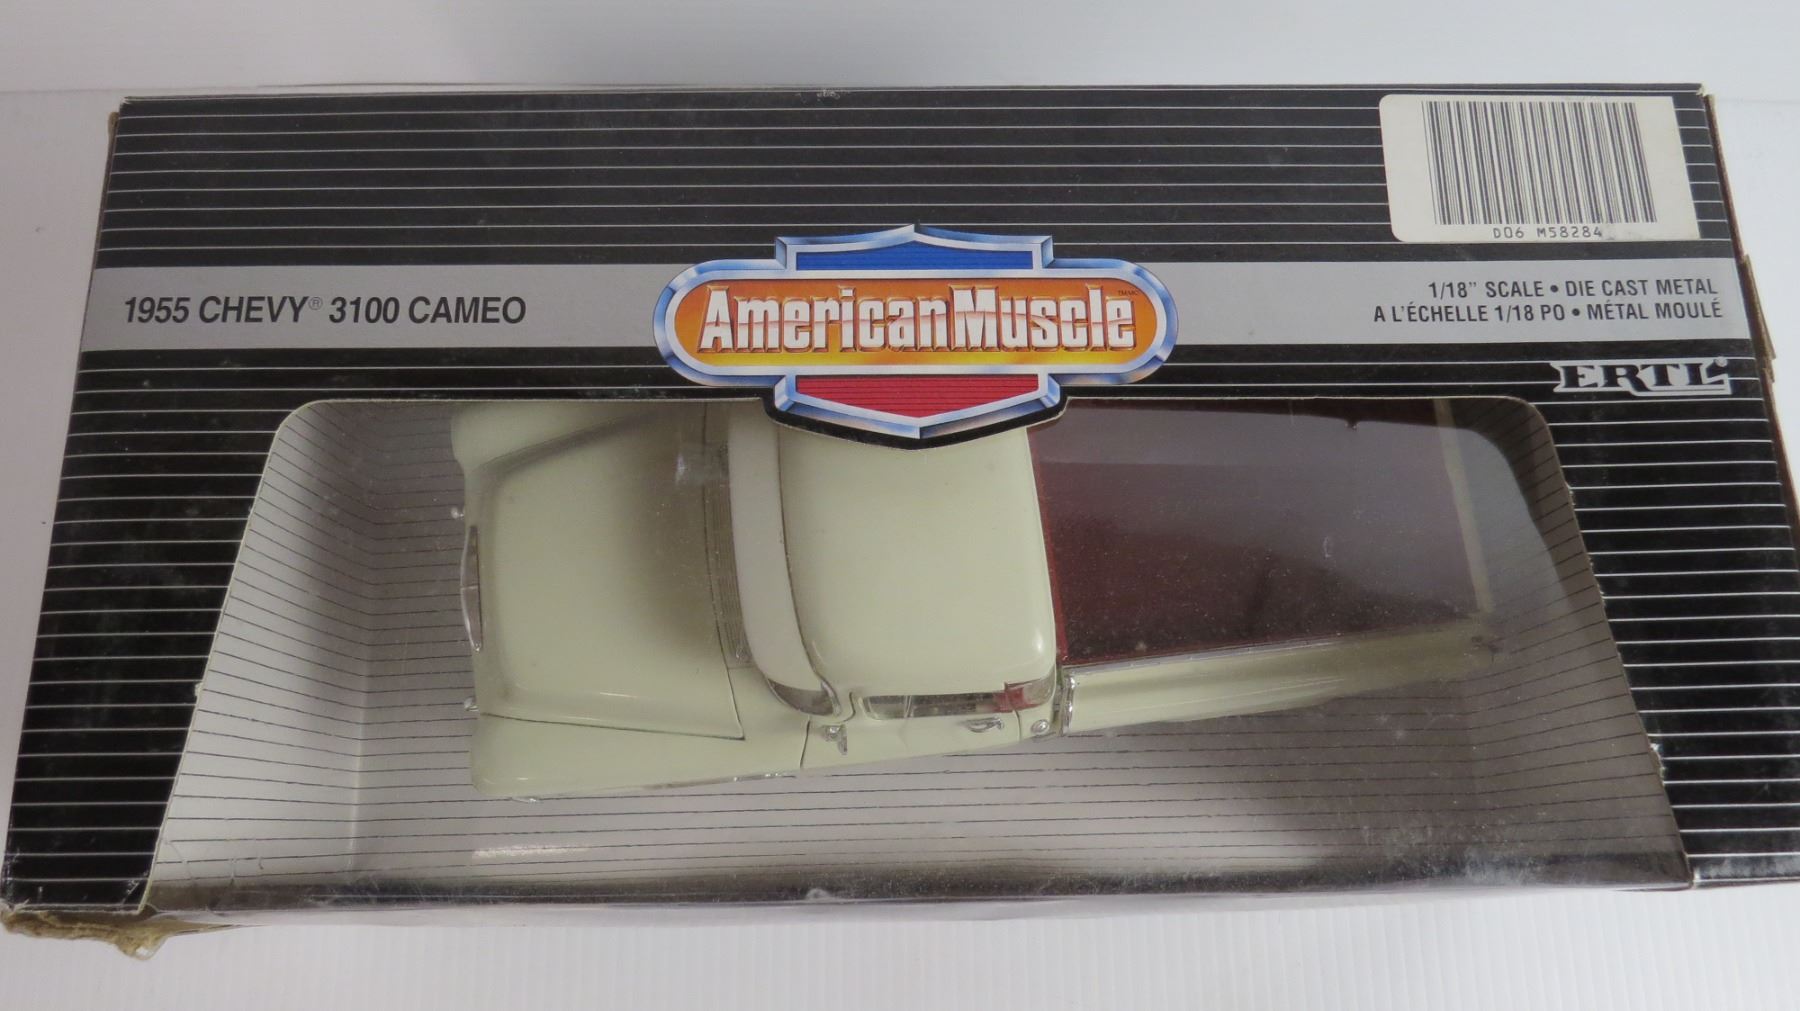 D06 M58284
1955 CHEVY® 3100 CAMEO
AmericanMuscle
1/18" SCALE • DIE CAST METAL
A L'ÉCHELLE 1/18 PO • MÉTAL MOULÉ
ERTL